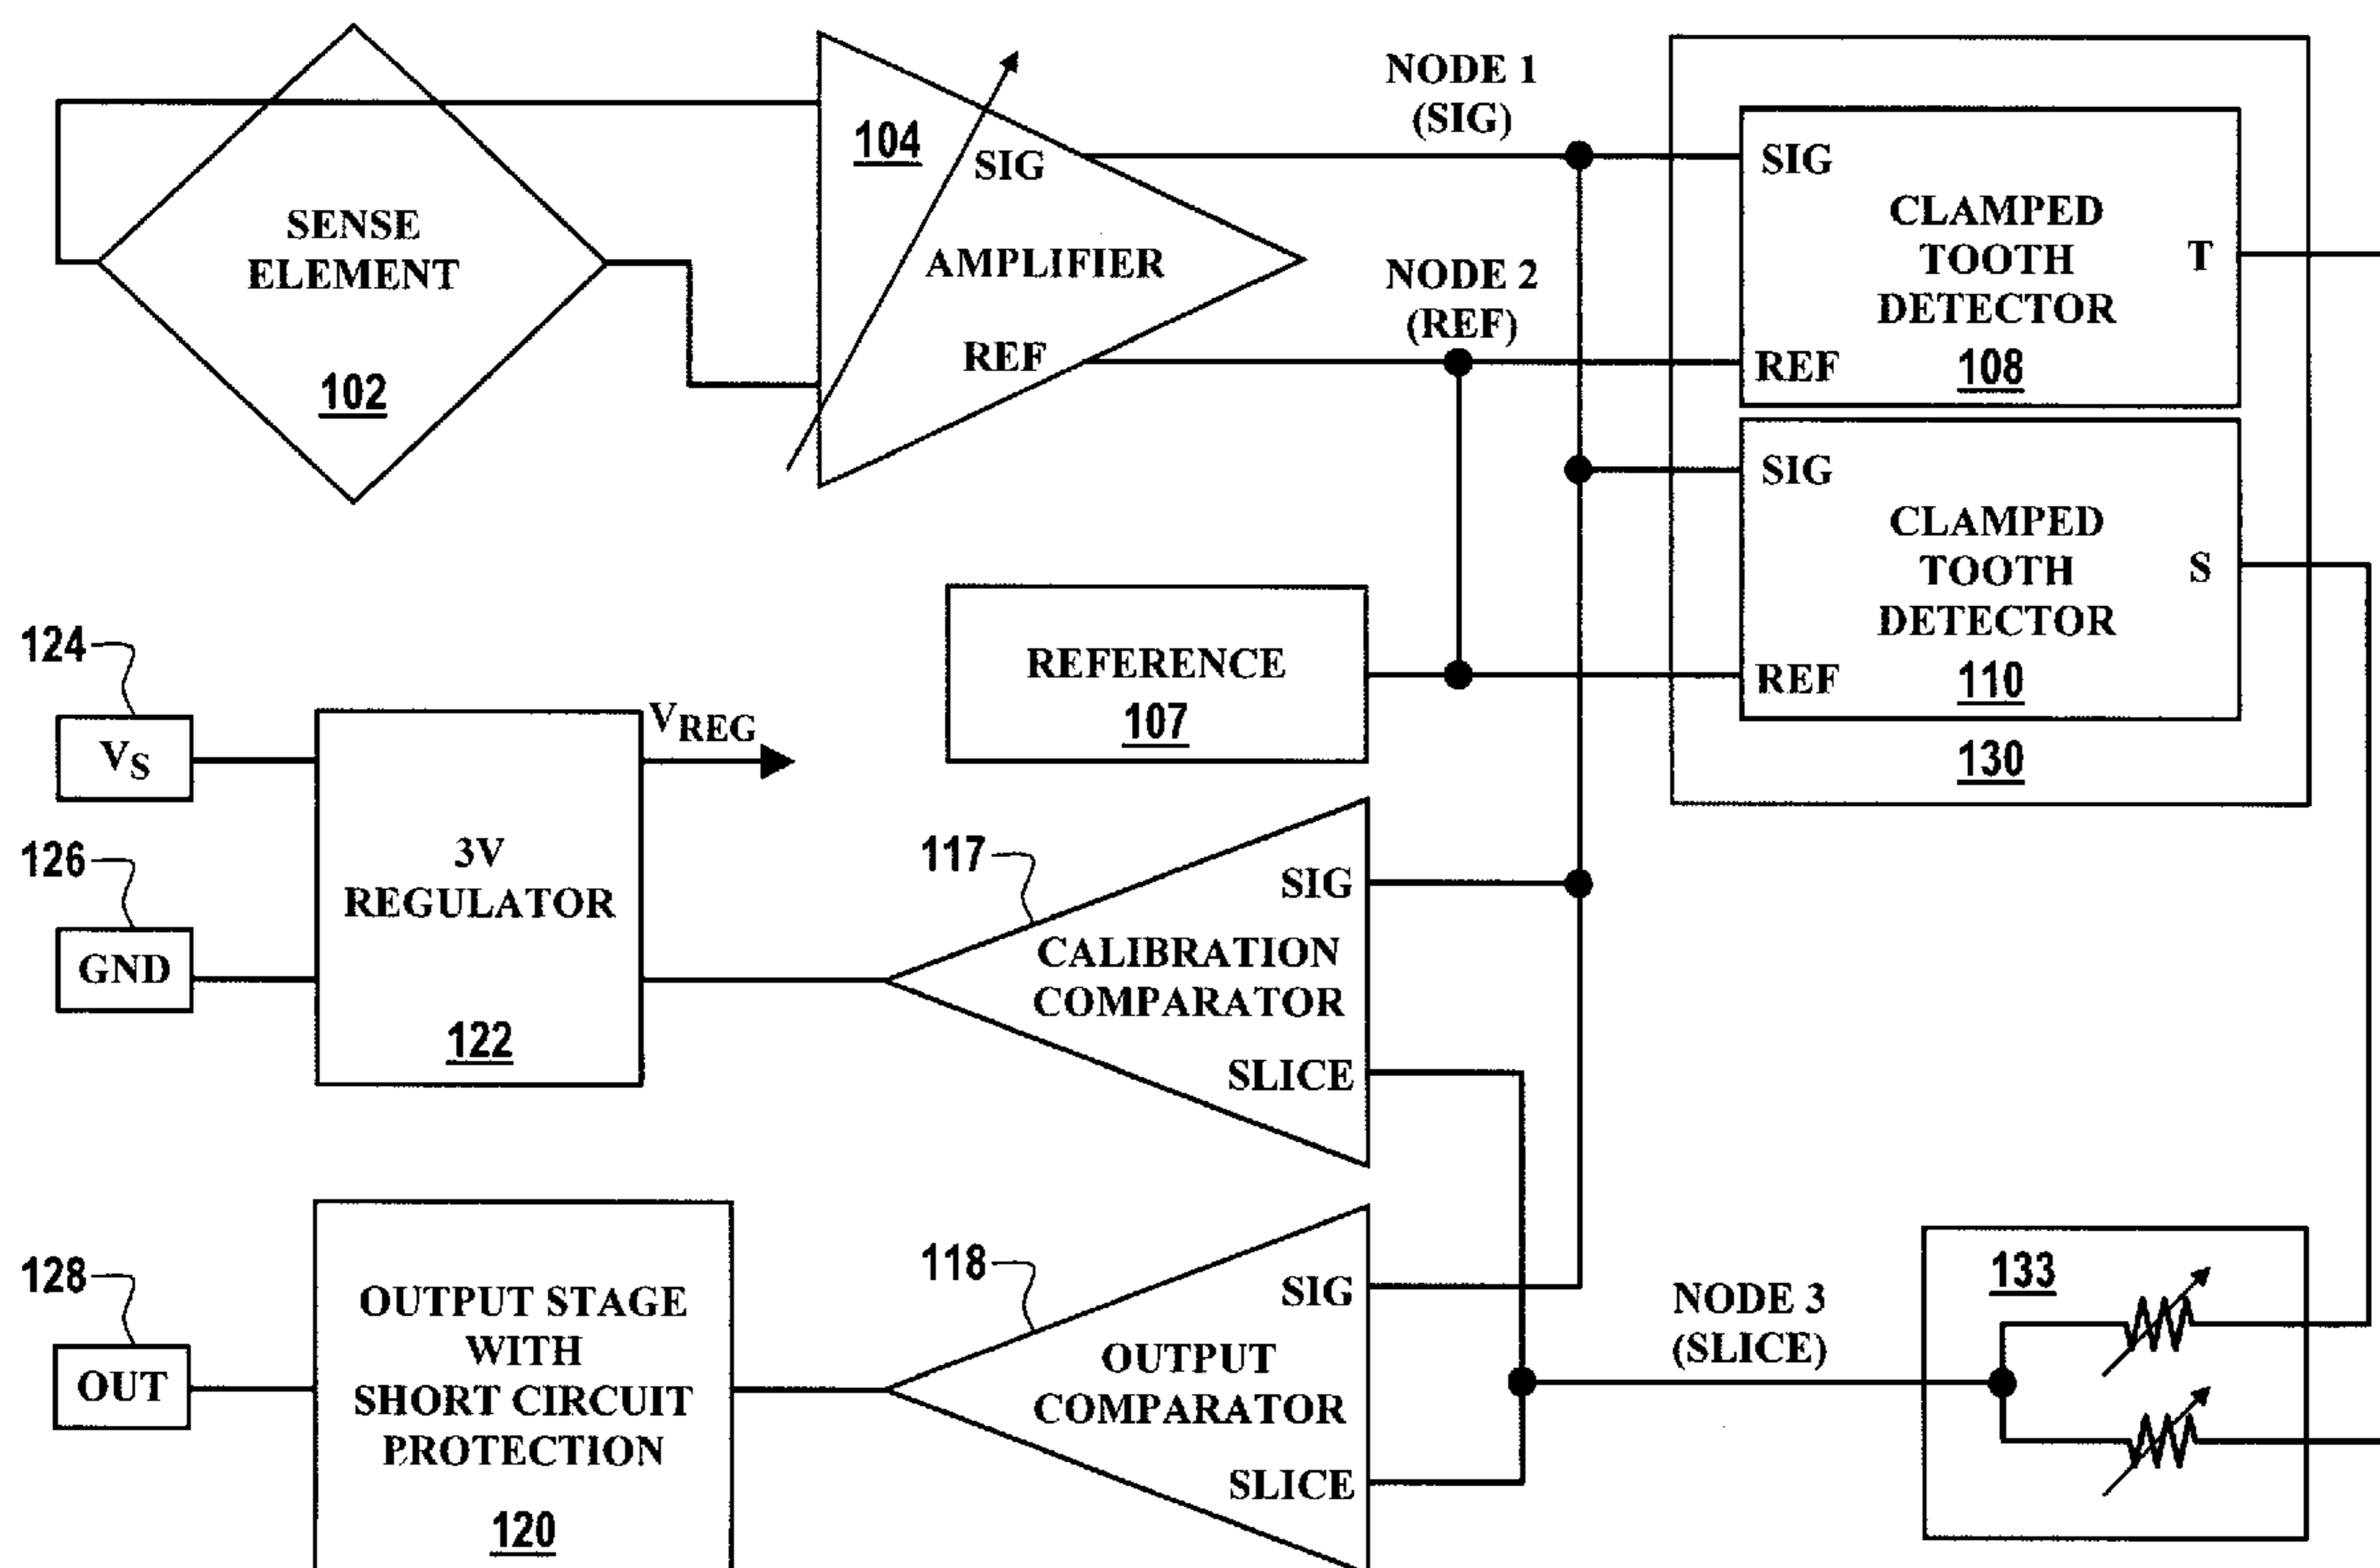 SENSE
ELEMENT
102
104
SIG
AMPLIFIER
REF
NODE 1
(SIG)
NODE 2
(REF)
SIG
CLAMPED
TOOTH
DETECTOR
T
REF
108
SIG
CLAMPED
TOOTH
DETECTOR
S
REF
110
130
REFERENCE
107
124
VS
126
GND
3V
REGULATOR
122
VREG
117
SIG
CALIBRATION
COMPARATOR
SLICE
128
OUT
OUTPUT STAGE
WITH
SHORT CIRCUIT
PROTECTION
120
118
SIG
OUTPUT
COMPARATOR
SLICE
NODE 3
(SLICE)
133